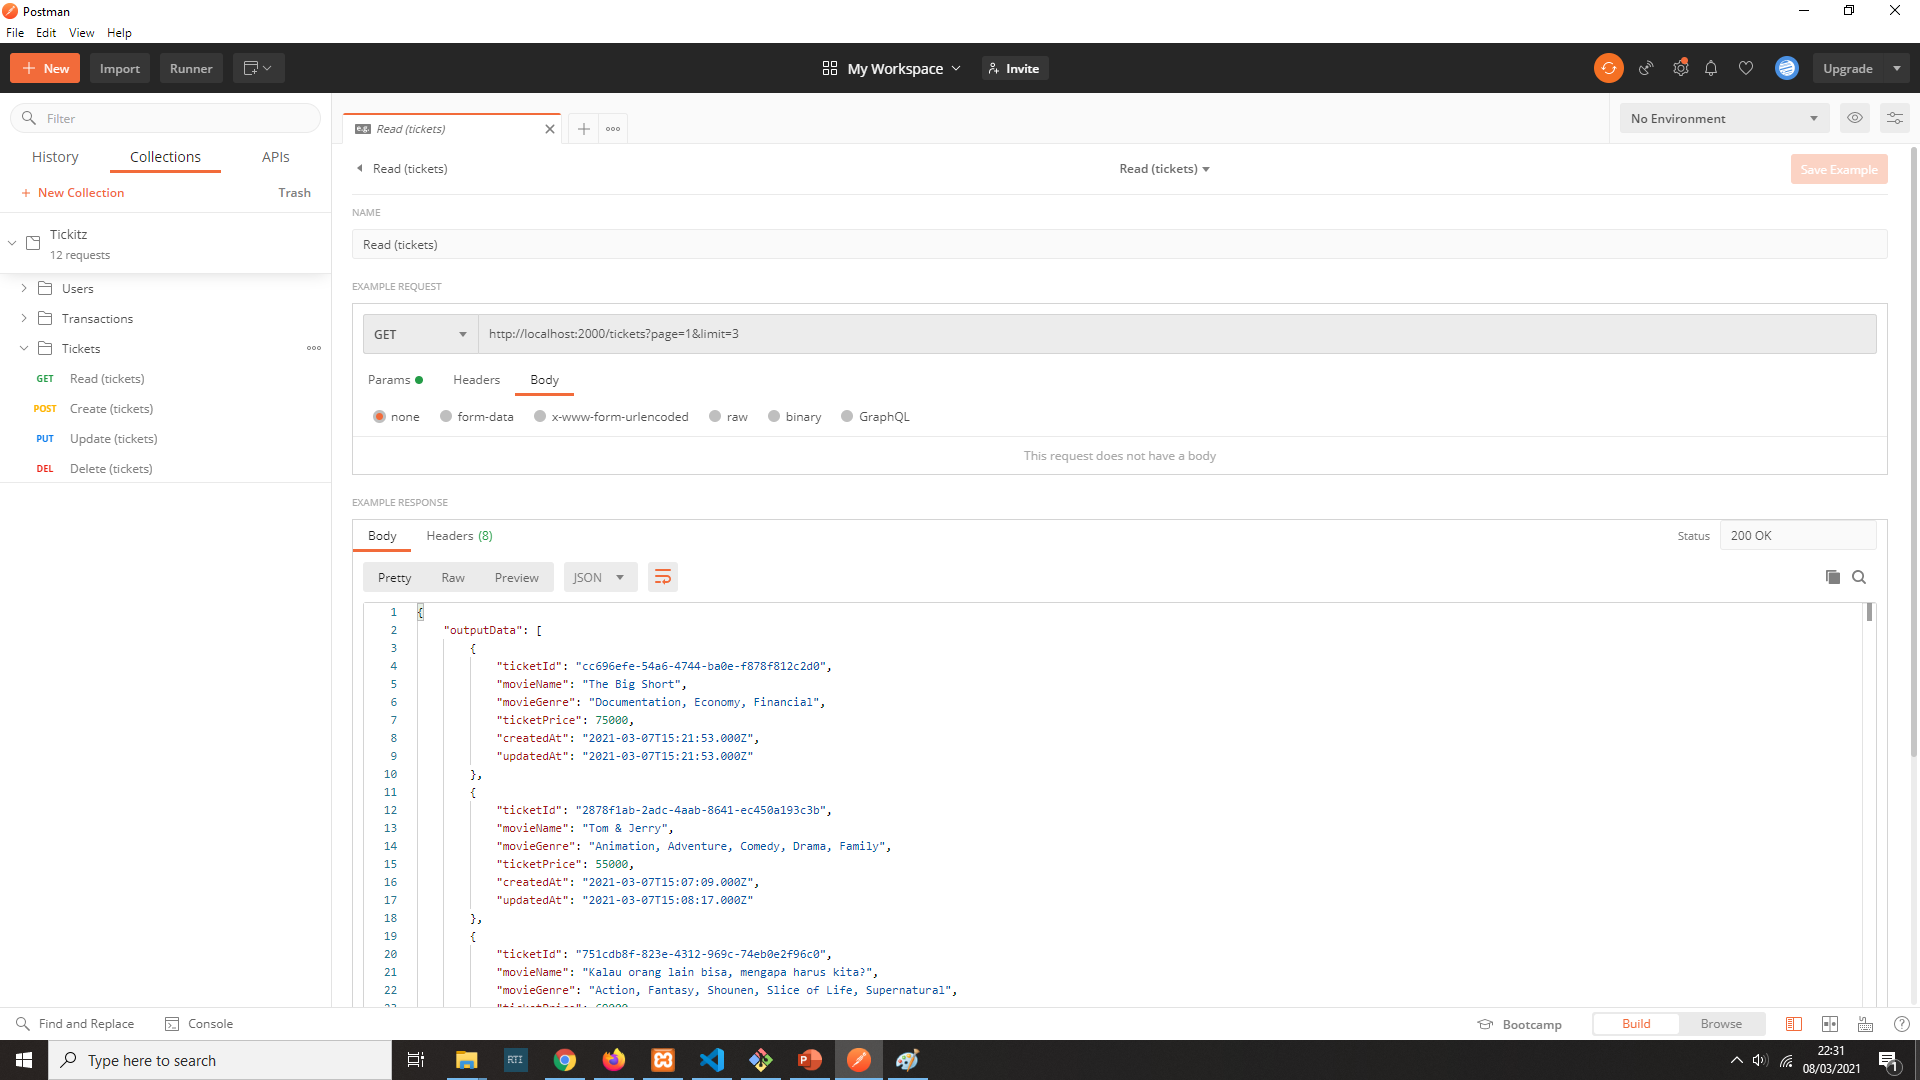 Postman
File Edit View Help
New Import Runner My Workspace Invite Upgrade
Filter
History Collections APIs
+ New Collection Trash
Tickitz
12 requests
Users
Transactions
Tickets
GET Read (tickets)
POST Create (tickets)
PUT Update (tickets)
DEL Delete (tickets)
e.g. Read (tickets)
No Environment
Read (tickets) Read (tickets) Save Example
NAME
Read (tickets)
EXAMPLE REQUEST
GET http://localhost:2000/tickets?page=1&limit=3
Params Headers Body
none form-data x-www-form-urlencoded raw binary GraphQL
This request does not have a body
EXAMPLE RESPONSE
Body Headers (8) Status 200 OK
Pretty Raw Preview JSON
1 {
2 "outputData": [
3 {
4 "ticketId": "cc696efe-54a6-4744-ba0e-f878f812c2d0",
5 "movieName": "The Big Short",
6 "movieGenre": "Documentation, Economy, Financial",
7 "ticketPrice": 75000,
8 "createdAt": "2021-03-07T15:21:53.000Z",
9 "updatedAt": "2021-03-07T15:21:53.000Z"
10 },
11 {
12 "ticketId": "2878f1ab-2adc-4aab-8641-ec450a193c3b",
13 "movieName": "Tom & Jerry",
14 "movieGenre": "Animation, Adventure, Comedy, Drama, Family",
15 "ticketPrice": 55000,
16 "createdAt": "2021-03-07T15:07:09.000Z",
17 "updatedAt": "2021-03-07T15:08:17.000Z"
18 },
19 {
20 "ticketId": "751cdb8f-823e-4312-969c-74eb0e2f96c0",
21 "movieName": "Kalau orang lain bisa, mengapa harus kita?",
22 "movieGenre": "Action, Fantasy, Shounen, Slice of Life, Supernatural",
Find and Replace Console Bootcamp Build Browse
Type here to search
RTI
22:31
08/03/2021
1